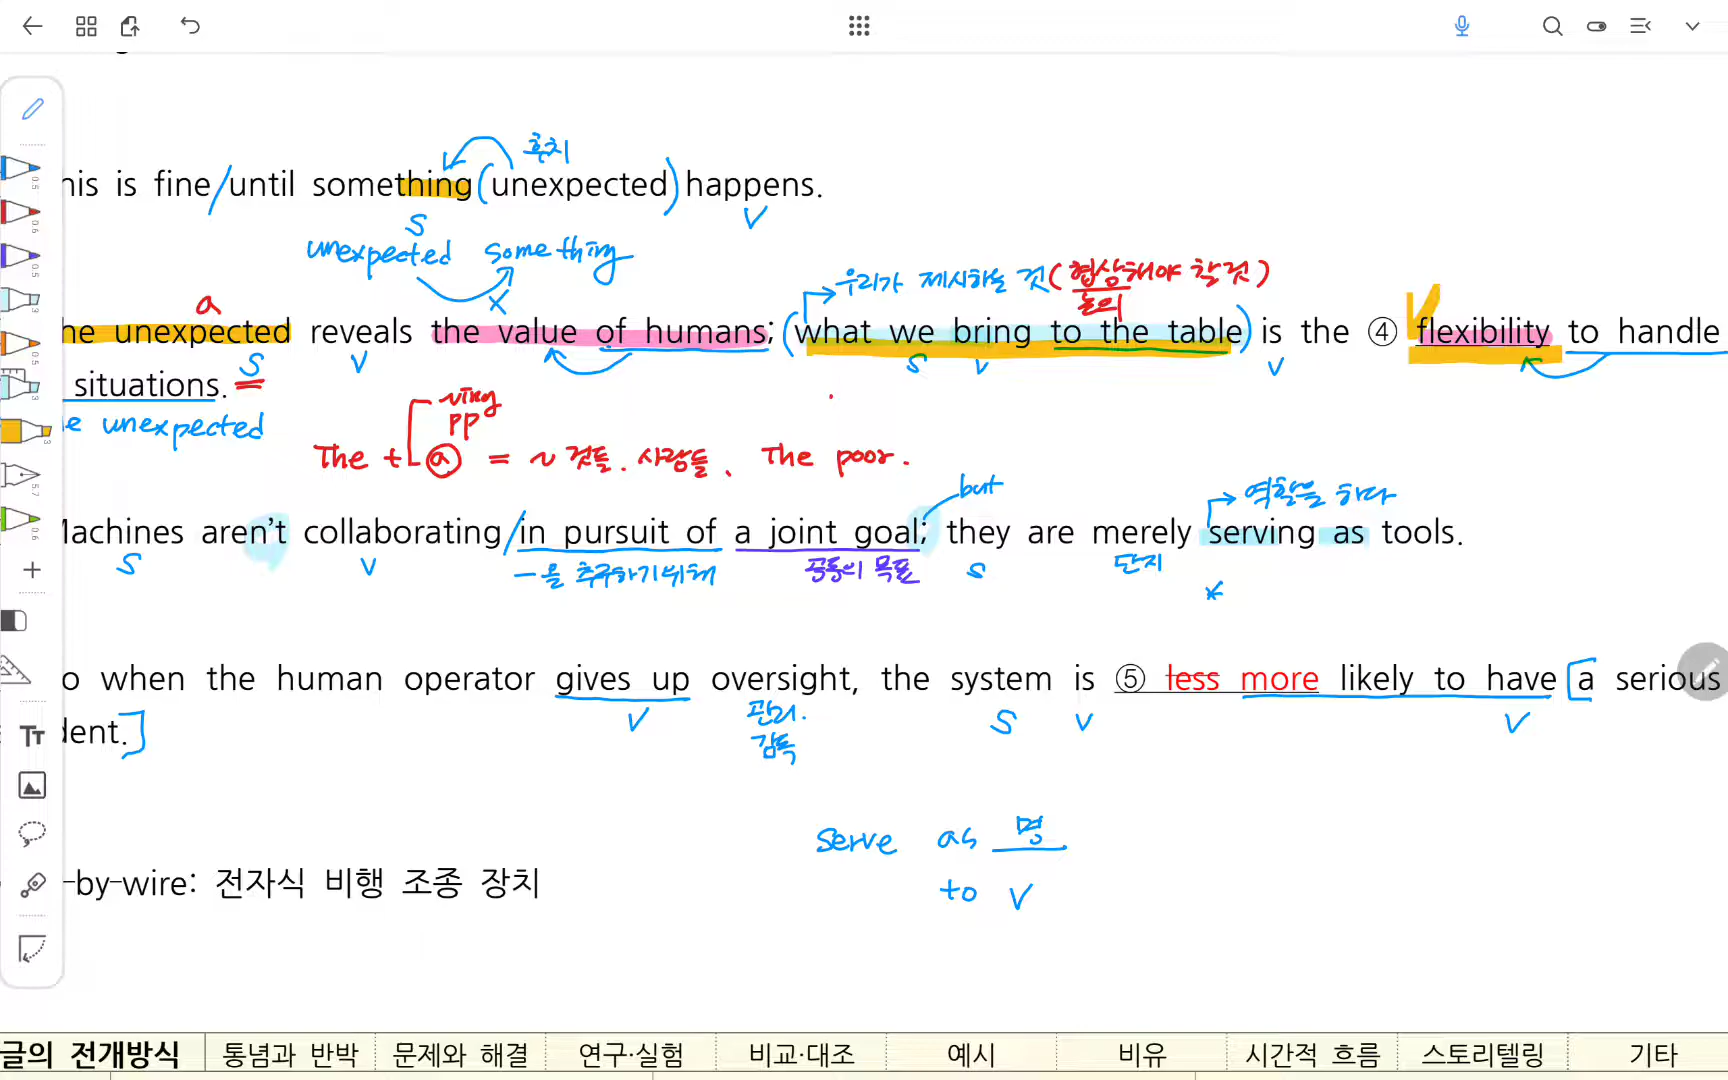 후치
his is fine/until something(unexpected)happens.
S V
unexpected something
X
우리가 제시하는 것(협상해야 할것)
논의
a
he unexpected reveals the value of humans; (what we bring to the table) is the ④ flexibility to handle
S V S V V
situations.
e unexpected
ving
pp
The + ⓐ = ~ 것들. 사람들. The poor.
but
역할을 하다
Machines aren't collaborating/in pursuit of a joint goal; they are merely serving as tools.
S V ―을 추구하기위해 공동의 목표 S 단지
*
o when the human operator gives up oversight, the system is ⑤ less more likely to have [a serious
V 관리. S V V
감독
dent.]
serve as 명
to V
-by-wire: 전자식 비행 조종 장치
글의 전개방식 통념과 반박 문제와 해결 연구·실험 비교·대조 예시 비유 시간적 흐름 스토리텔링 기타